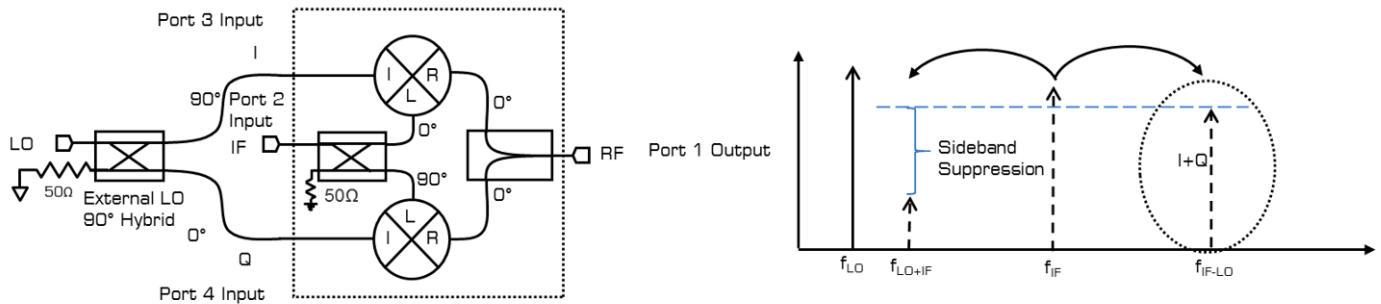 Port 3 Input
I
90°
Port 2
Input
LO
IF
50Ω
External LO
90° Hybrid
0°
Q
Port 4 Input
I
R
L
0°
0°
50Ω
90°
L
I
R
0°
RF
Port 1 Output
Sideband
Suppression
I+Q
fLO
fLO+IF
fIF
fIF-LO